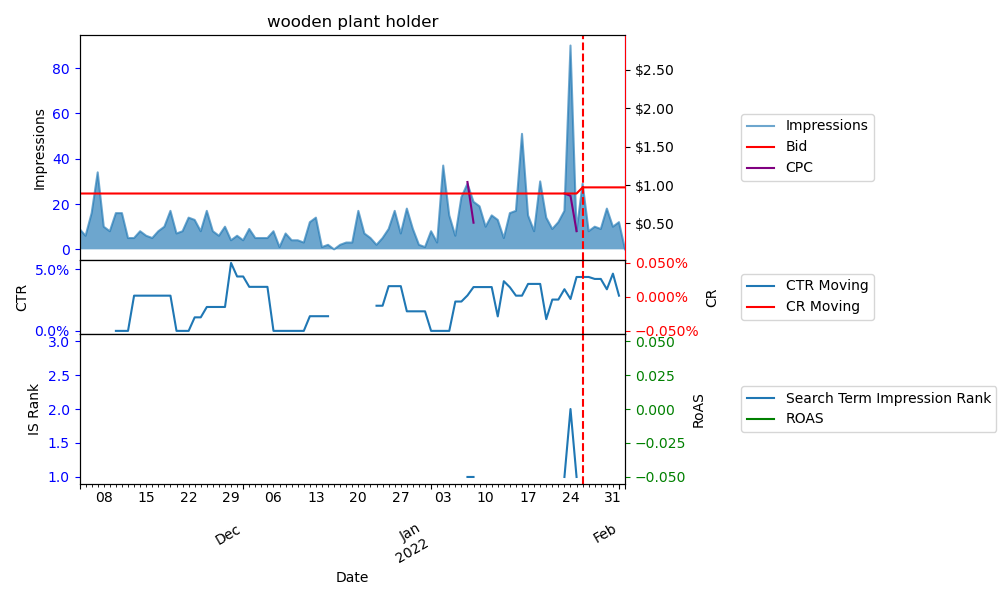 wooden plant holder
Impressions
80
60
40
20
0
$2.50
$2.00
$1.50
$1.00
$0.50
Impressions
Bid
CPC
CTR
5.0%
0.0%
0.050%
0.000%
−0.050%
CR
CTR Moving
CR Moving
IS Rank
3.0
2.5
2.0
1.5
1.0
0.050
0.025
0.000
−0.025
−0.050
RoAS
Search Term Impression Rank
ROAS
08 15 22 29 06 13 20 27 03 10 17 24 31
Dec Jan Feb
2022
Date